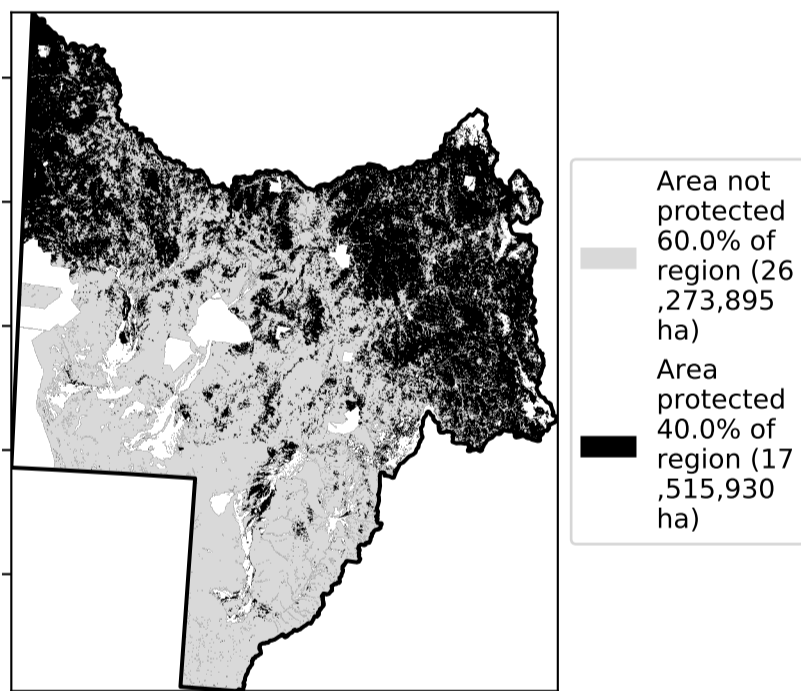 Area not
protected
60.0% of
region (26
,273,895
ha)
Area
protected
40.0% of
region (17
,515,930
ha)